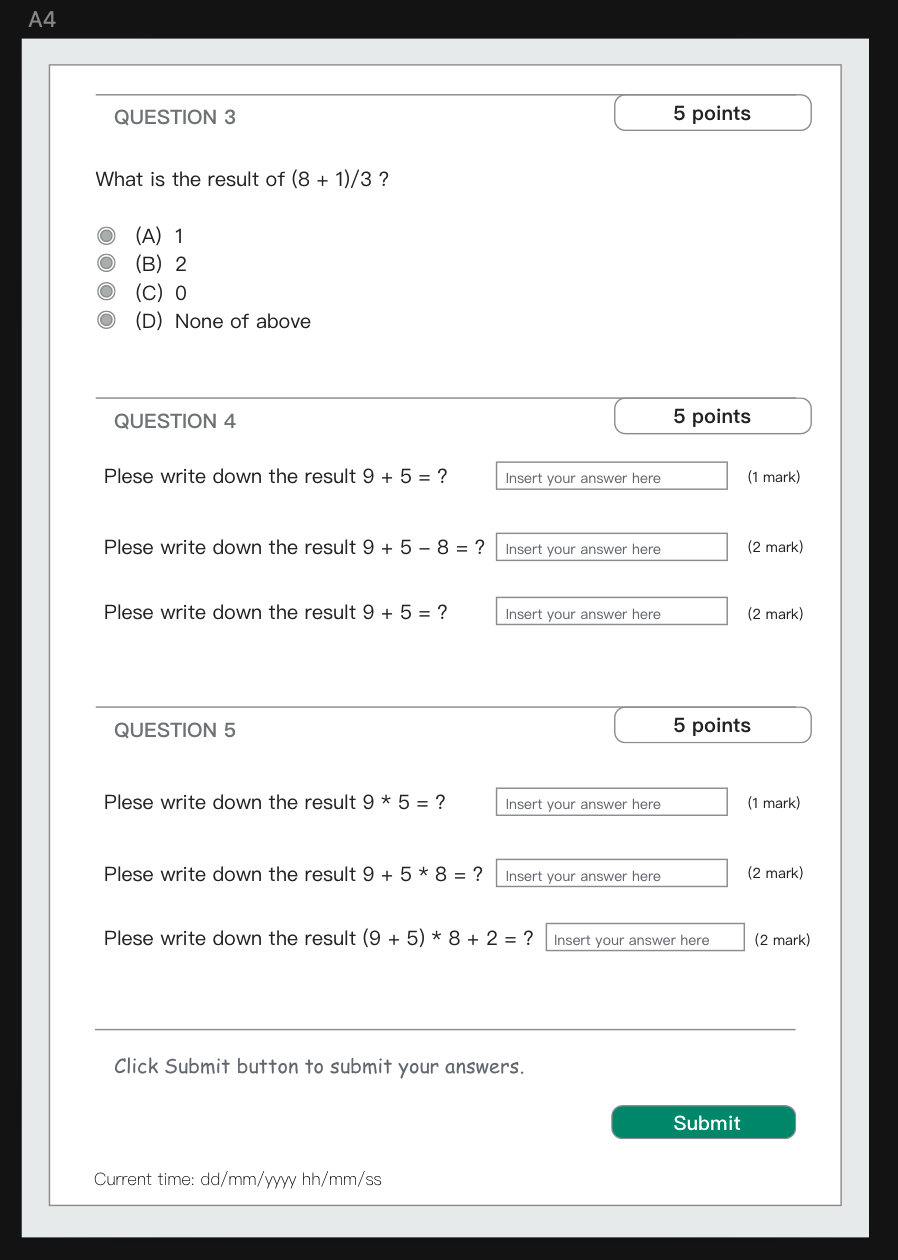 A4
QUESTION 3
5 points
What is the result of (8 + 1)/3 ?
(A) 1
(B) 2
(C) 0
(D) None of above
QUESTION 4
5 points
Plese write down the result 9 + 5 = ? Insert your answer here (1 mark)
Plese write down the result 9 + 5 – 8 = ? Insert your answer here (2 mark)
Plese write down the result 9 + 5 = ? Insert your answer here (2 mark)
QUESTION 5
5 points
Plese write down the result 9 * 5 = ? Insert your answer here (1 mark)
Plese write down the result 9 + 5 * 8 = ? Insert your answer here (2 mark)
Plese write down the result (9 + 5) * 8 + 2 = ? Insert your answer here (2 mark)
Click Submit button to submit your answers.
Submit
Current time: dd/mm/yyyy hh/mm/ss